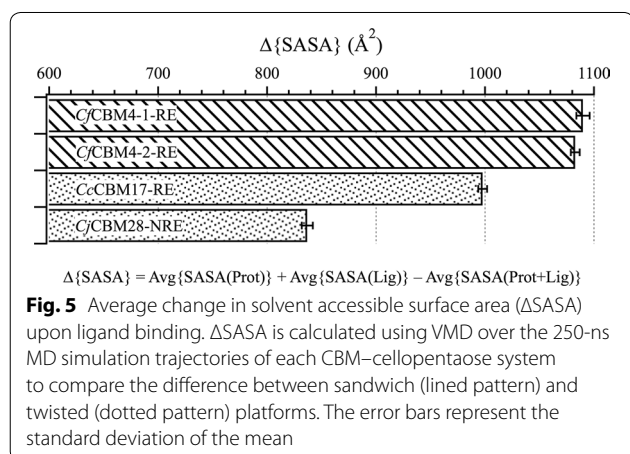 Δ{SASA} (Å²)
600 700 800 900 1000 1100
CfCBM4-1-RE
CfCBM4-2-RE
CcCBM17-RE
CjCBM28-NRE
Δ{SASA} = Avg{SASA(Prot)} + Avg{SASA(Lig)} – Avg{SASA(Prot+Lig)}
Fig. 5 Average change in solvent accessible surface area (ΔSASA)
upon ligand binding. ΔSASA is calculated using VMD over the 250-ns
MD simulation trajectories of each CBM–cellopentaose system
to compare the difference between sandwich (lined pattern) and
twisted (dotted pattern) platforms. The error bars represent the
standard deviation of the mean